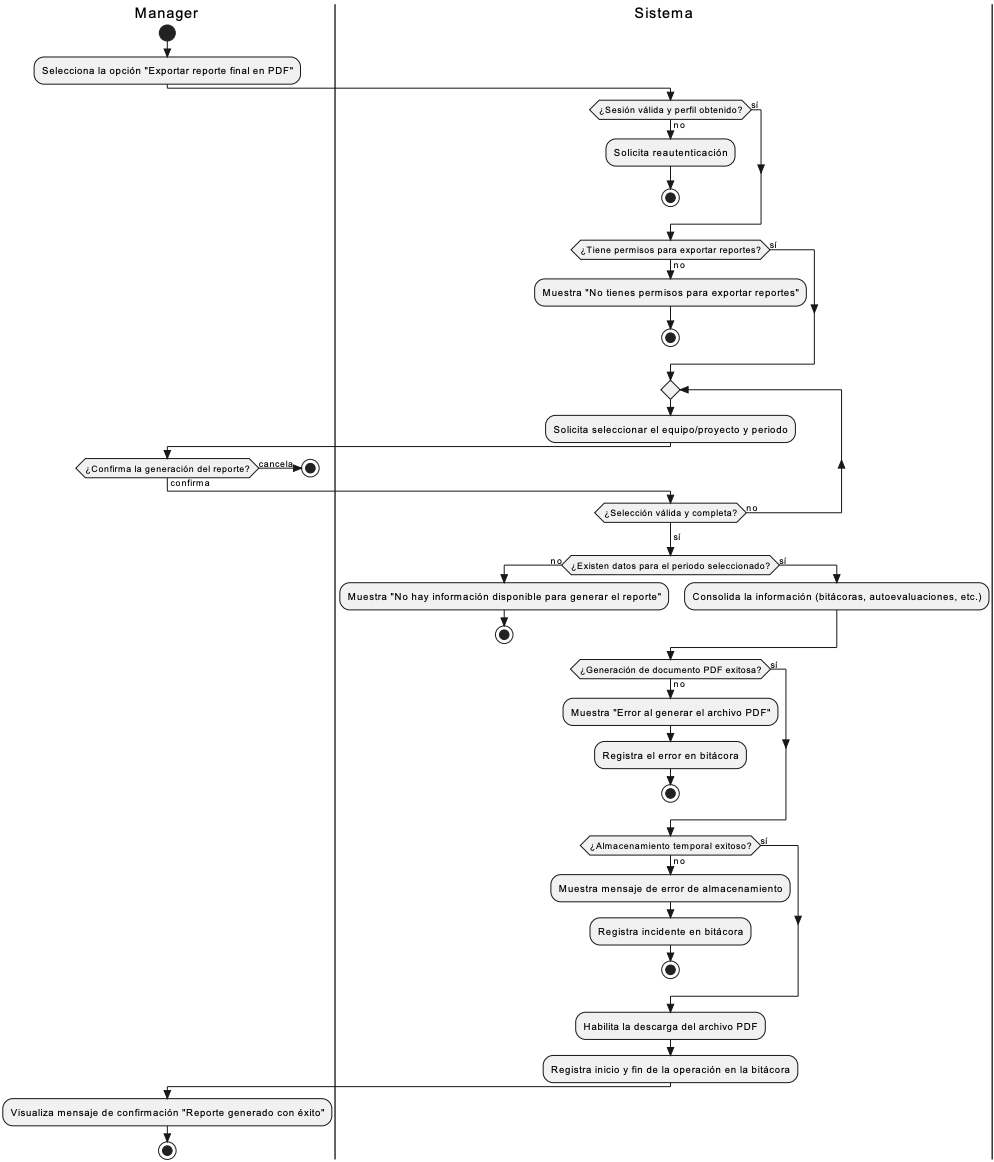 Manager
Sistema
Selecciona la opción "Exportar reporte final en PDF"
¿Sesión válida y perfil obtenido?
sí
no
Solicita reautenticación
¿Tiene permisos para exportar reportes?
sí
no
Muestra "No tienes permisos para exportar reportes"
Solicita seleccionar el equipo/proyecto y periodo
¿Confirma la generación del reporte?
cancela
confirma
¿Selección válida y completa?
no
sí
no
¿Existen datos para el periodo seleccionado?
sí
Muestra "No hay información disponible para generar el reporte"
Consolida la información (bitácoras, autoevaluaciones, etc.)
¿Generación de documento PDF exitosa?
sí
no
Muestra "Error al generar el archivo PDF"
Registra el error en bitácora
¿Almacenamiento temporal exitoso?
sí
no
Muestra mensaje de error de almacenamiento
Registra incidente en bitácora
Habilita la descarga del archivo PDF
Registra inicio y fin de la operación en la bitácora
Visualiza mensaje de confirmación "Reporte generado con éxito"